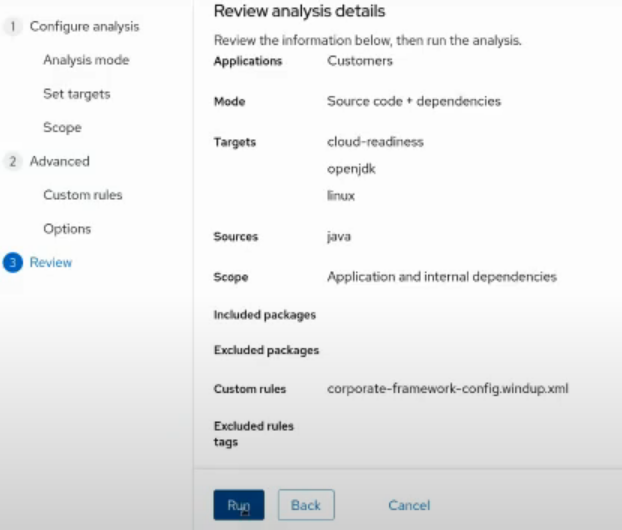 1 Configure analysis
Analysis mode
Set targets
Scope
2 Advanced
Custom rules
Options
3 Review
Review analysis details
Review the information below, then run the analysis.
Applications Customers
Mode Source code + dependencies
Targets cloud-readiness
openjdk
linux
Sources java
Scope Application and internal dependencies
Included packages
Excluded packages
Custom rules corporate-framework-config.windup.xml
Excluded rules
tags
Run Back Cancel